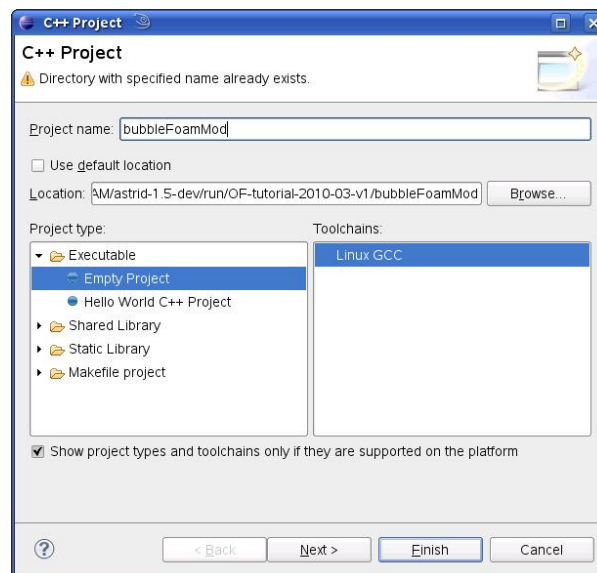 C++ Project
C++ Project
Directory with specified name already exists.
Project name: bubbleFoamMod
Use default location
Location: AM/astrid-1.5-dev/run/OF-tutorial-2010-03-v1/bubbleFoamMod Browse...
Project type: Toolchains:
Executable Linux GCC
Empty Project
Hello World C++ Project
Shared Library
Static Library
Makefile project
Show project types and toolchains only if they are supported on the platform
? < Back Next > Finish Cancel